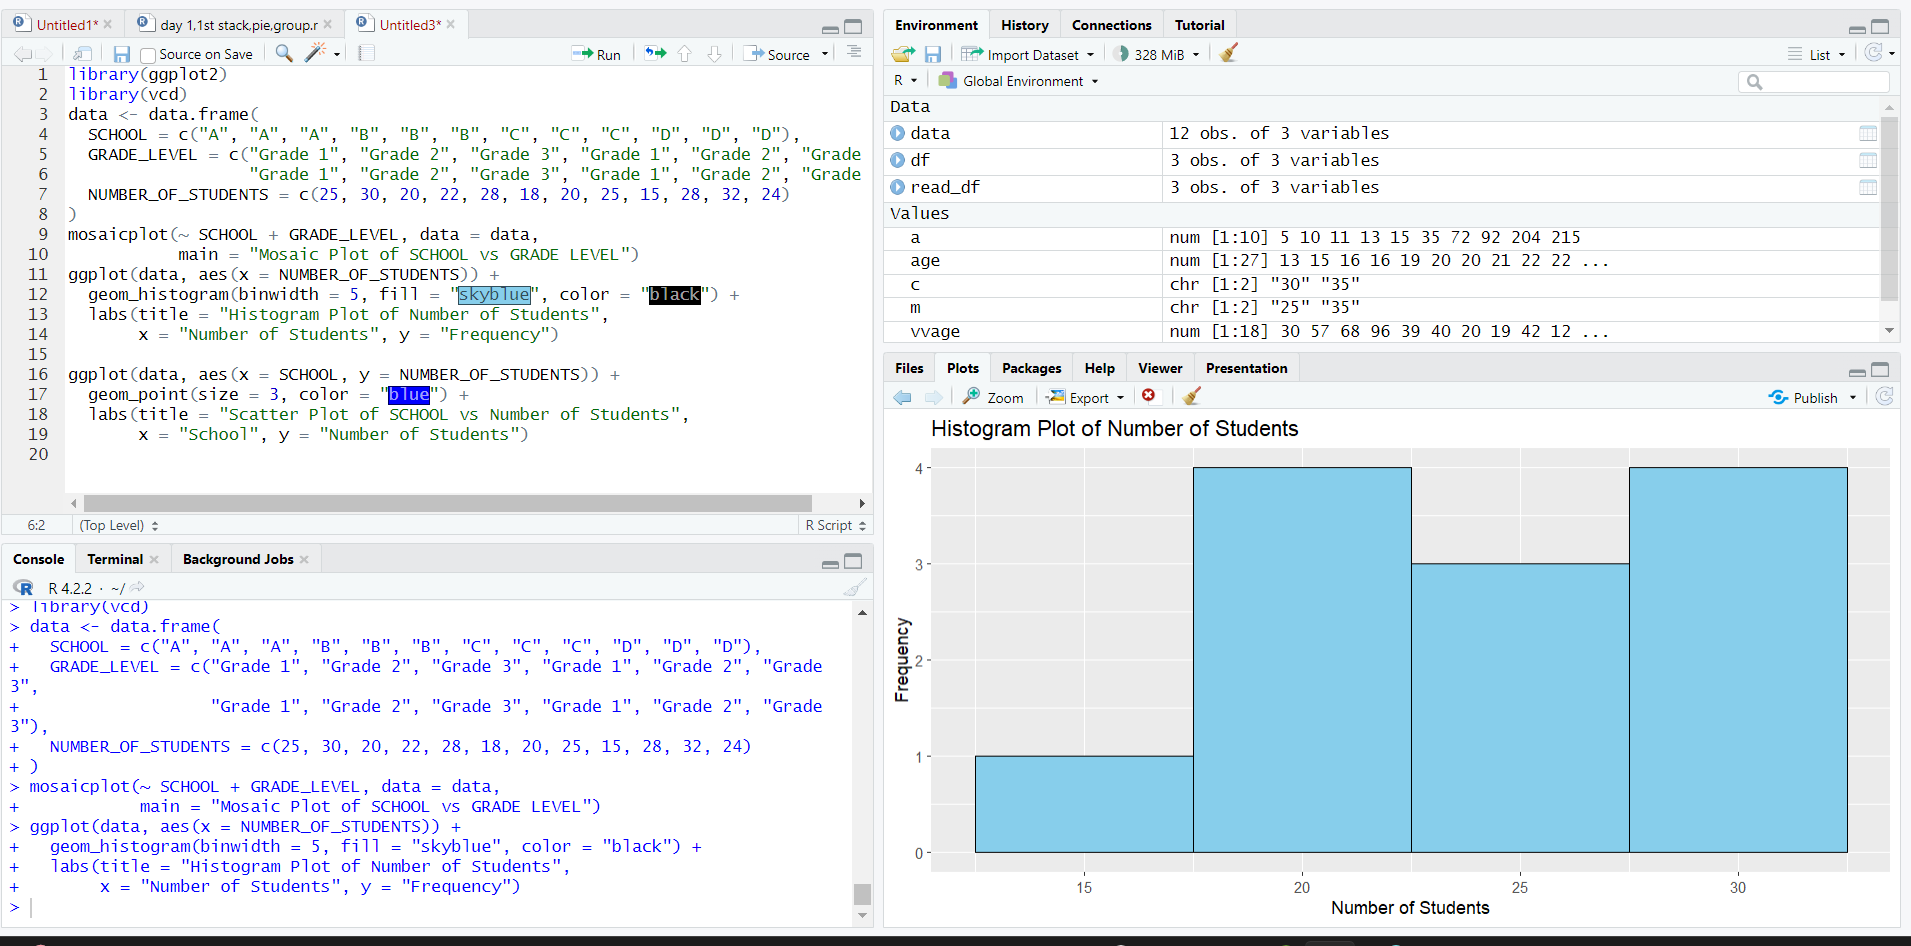 Untitled1* day 1,1st stack,pie,group.r Untitled3*
Source on Save Run Source
1 library(ggplot2)
2 library(vcd)
3 data <- data.frame(
4 SCHOOL = c("A", "A", "A", "B", "B", "B", "C", "C", "C", "D", "D", "D"),
5 GRADE_LEVEL = c("Grade 1", "Grade 2", "Grade 3", "Grade 1", "Grade 2", "Grade
6 "Grade 1", "Grade 2", "Grade 3", "Grade 1", "Grade 2", "Grade
7 NUMBER_OF_STUDENTS = c(25, 30, 20, 22, 28, 18, 20, 25, 15, 28, 32, 24)
8 )
9 mosaicplot(~ SCHOOL + GRADE_LEVEL, data = data,
10 main = "Mosaic Plot of SCHOOL vs GRADE LEVEL")
11 ggplot(data, aes(x = NUMBER_OF_STUDENTS)) +
12 geom_histogram(binwidth = 5, fill = "skyblue", color = "black") +
13 labs(title = "Histogram Plot of Number of Students",
14 x = "Number of Students", y = "Frequency")
15
16 ggplot(data, aes(x = SCHOOL, y = NUMBER_OF_STUDENTS)) +
17 geom_point(size = 3, color = "blue") +
18 labs(title = "Scatter Plot of SCHOOL vs Number of Students",
19 x = "School", y = "Number of Students")
20
6:2 (Top Level) R Script
Console Terminal Background Jobs
R R 4.2.2 · ~/
> library(vcd)
> data <- data.frame(
+ SCHOOL = c("A", "A", "A", "B", "B", "B", "C", "C", "C", "D", "D", "D"),
+ GRADE_LEVEL = c("Grade 1", "Grade 2", "Grade 3", "Grade 1", "Grade 2", "Grade
3",
+ "Grade 1", "Grade 2", "Grade 3", "Grade 1", "Grade 2", "Grade
3"),
+ NUMBER_OF_STUDENTS = c(25, 30, 20, 22, 28, 18, 20, 25, 15, 28, 32, 24)
+ )
> mosaicplot(~ SCHOOL + GRADE_LEVEL, data = data,
+ main = "Mosaic Plot of SCHOOL vs GRADE LEVEL")
> ggplot(data, aes(x = NUMBER_OF_STUDENTS)) +
+ geom_histogram(binwidth = 5, fill = "skyblue", color = "black") +
+ labs(title = "Histogram Plot of Number of Students",
+ x = "Number of Students", y = "Frequency")
>
Environment History Connections Tutorial
Import Dataset 328 MiB List
R Global Environment
Data
data 12 obs. of 3 variables
df 3 obs. of 3 variables
read_df 3 obs. of 3 variables
Values
a num [1:10] 5 10 11 13 15 35 72 92 204 215
age num [1:27] 13 15 16 16 19 20 20 21 22 22 ...
c chr [1:2] "30" "35"
m chr [1:2] "25" "35"
vvage num [1:18] 30 57 68 96 39 40 20 19 42 12 ...
Files Plots Packages Help Viewer Presentation
Zoom Export Publish
Histogram Plot of Number of Students
4
3
2
1
0
Frequency
15 20 25 30
Number of Students